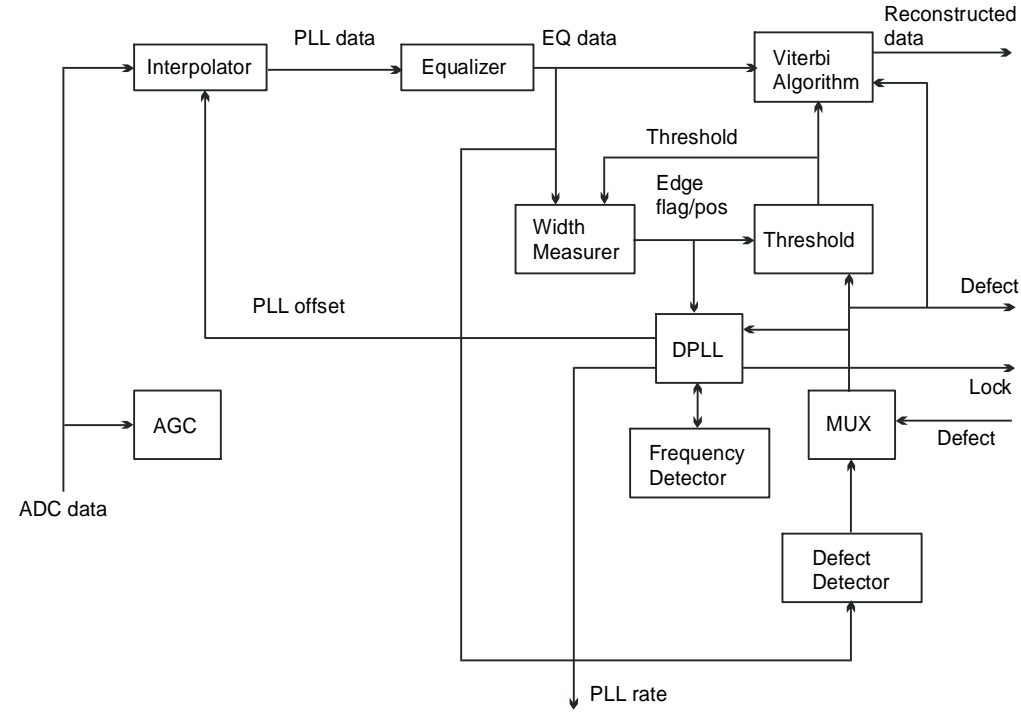 Reconstructed
data
PLL data
EQ data
Interpolator
Equalizer
Viterbi
Algorithm
Threshold
Edge
flag/pos
Width
Measurer
Threshold
PLL offset
Defect
DPLL
Lock
AGC
MUX
Defect
Frequency
Detector
ADC data
Defect
Detector
PLL rate